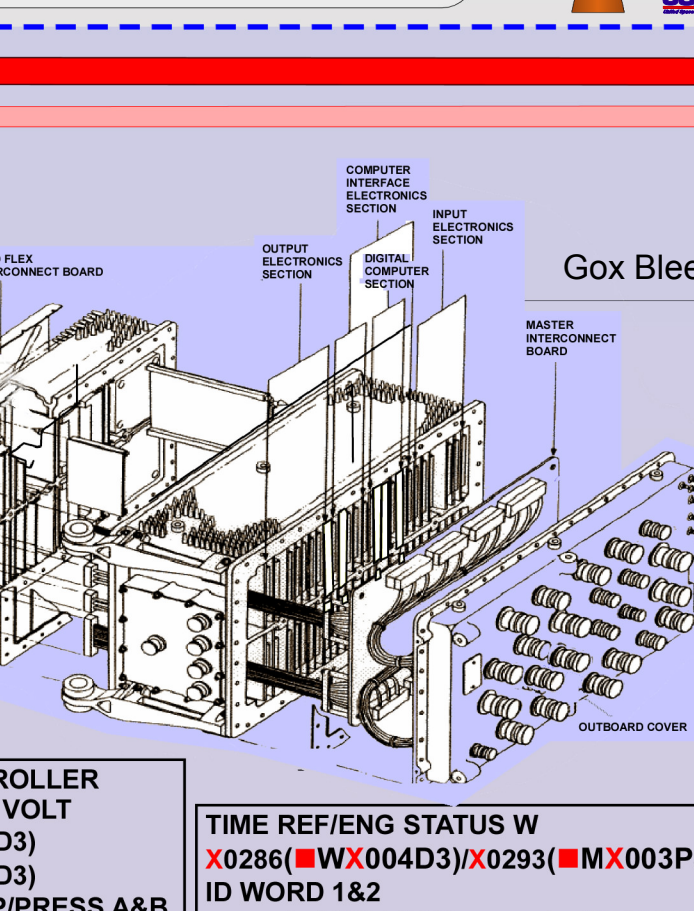 COMPUTER
INTERFACE
ELECTRONICS
SECTION
INPUT
ELECTRONICS
SECTION
OUTPUT
ELECTRONICS
SECTION
DIGITAL
COMPUTER
SECTION
FLEX
RCONNECT BOARD
Gox Blee
MASTER
INTERCONNECT
BOARD
OUTBOARD COVER
ROLLER
VOLT
D3)
D3)
P/PRESS A&B
TIME REF/ENG STATUS W
X0286(■WX004D3)/X0293(■MX003P
ID WORD 1&2